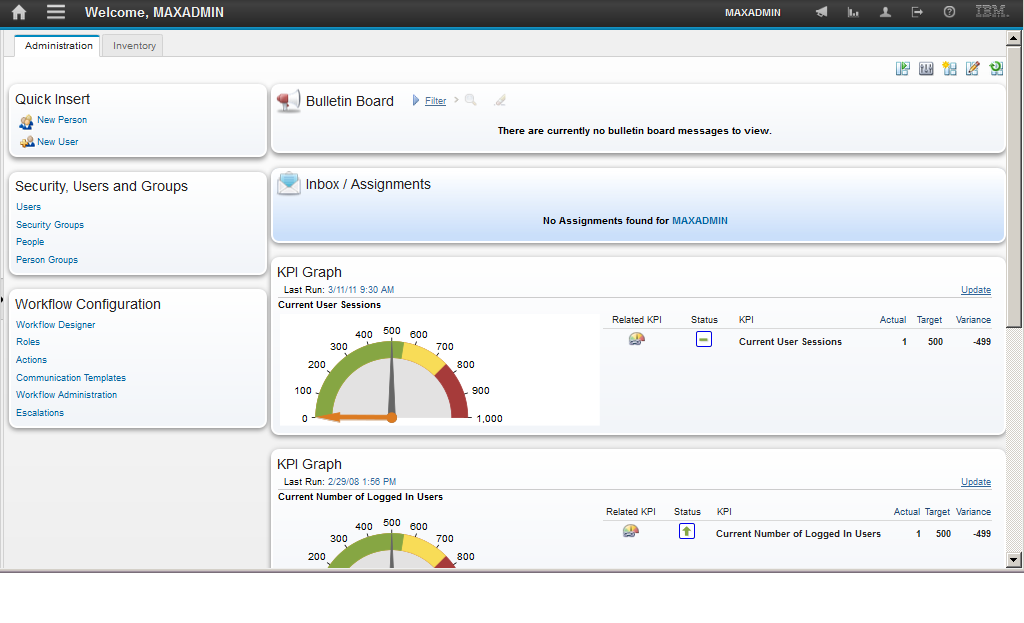 Welcome, MAXADMIN
MAXADMIN
IBM.
Administration
Inventory
Quick Insert
New Person
New User
Security, Users and Groups
Users
Security Groups
People
Person Groups
Workflow Configuration
Workflow Designer
Roles
Actions
Communication Templates
Workflow Administration
Escalations
Bulletin Board
Filter
There are currently no bulletin board messages to view.
Inbox / Assignments
No Assignments found for MAXADMIN
KPI Graph
Last Run: 3/11/11 9:30 AM
Update
Current User Sessions
0
100
200
300
400
500
600
700
800
900
1,000
Related KPI Status KPI Actual Target Variance
Current User Sessions 1 500 -499
KPI Graph
Last Run: 2/29/08 1:56 PM
Update
Current Number of Logged In Users
200
300
400
500
600
700
800
Related KPI Status KPI Actual Target Variance
Current Number of Logged In Users 1 500 -499